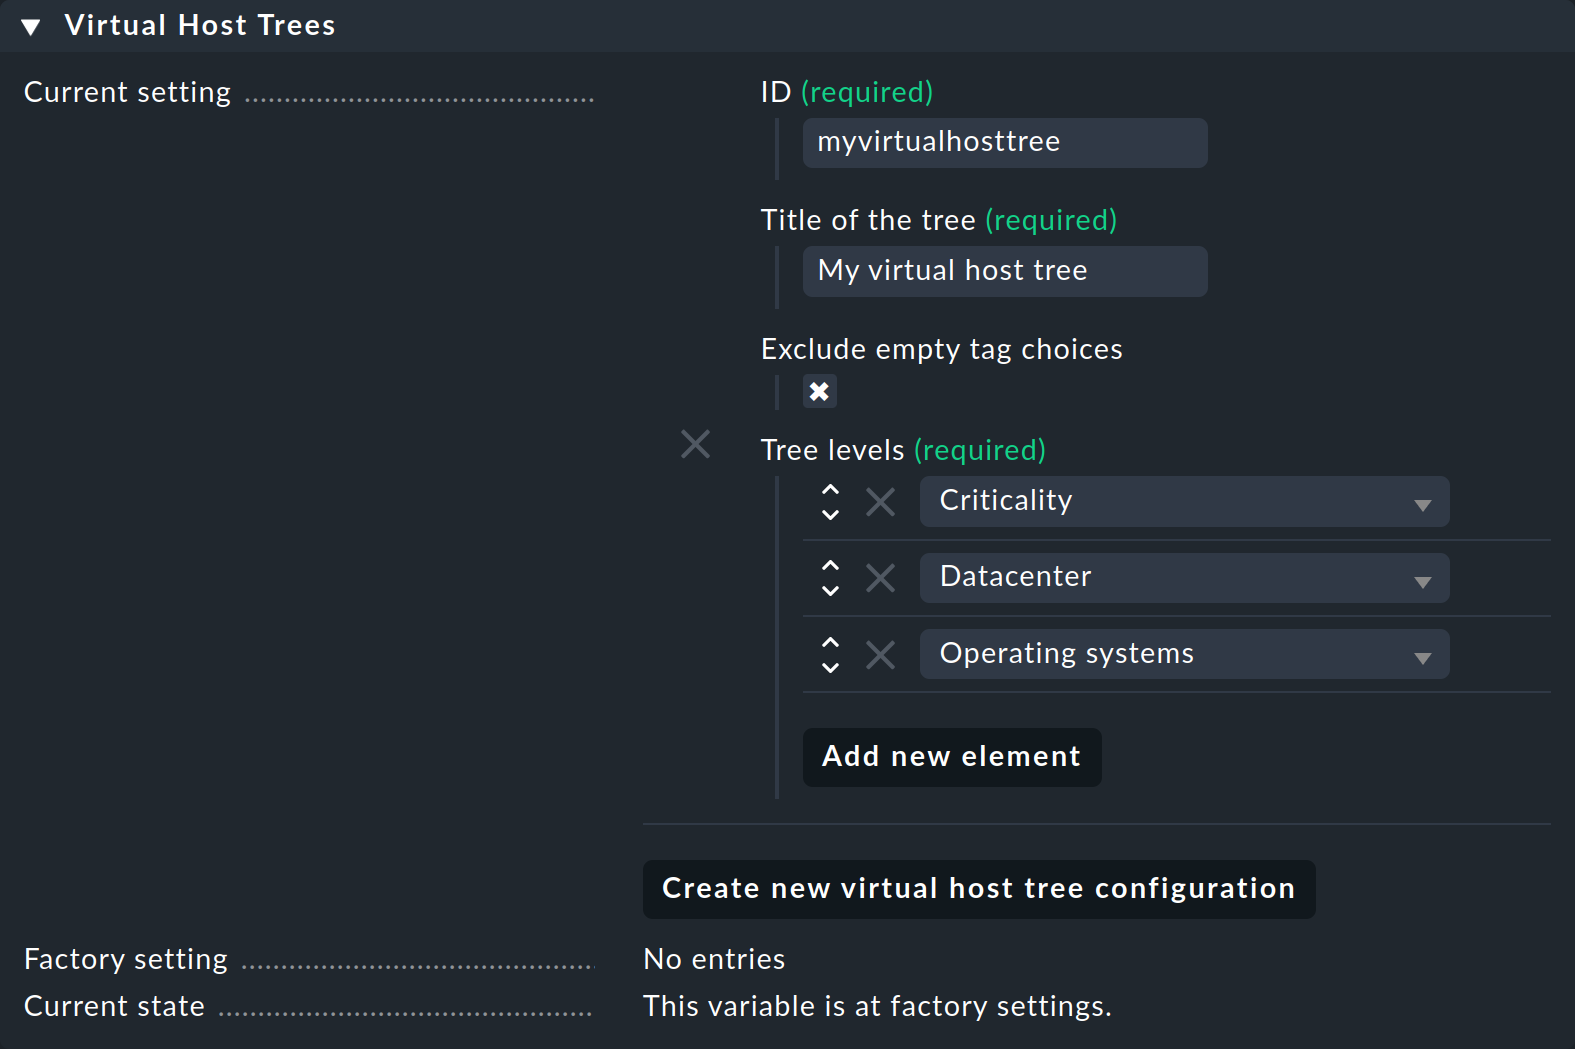 Virtual Host Trees
Current setting
ID (required)
myvirtualhosttree
Title of the tree (required)
My virtual host tree
Exclude empty tag choices
Tree levels (required)
Criticality
Datacenter
Operating systems
Add new element
Create new virtual host tree configuration
Factory setting No entries
Current state This variable is at factory settings.